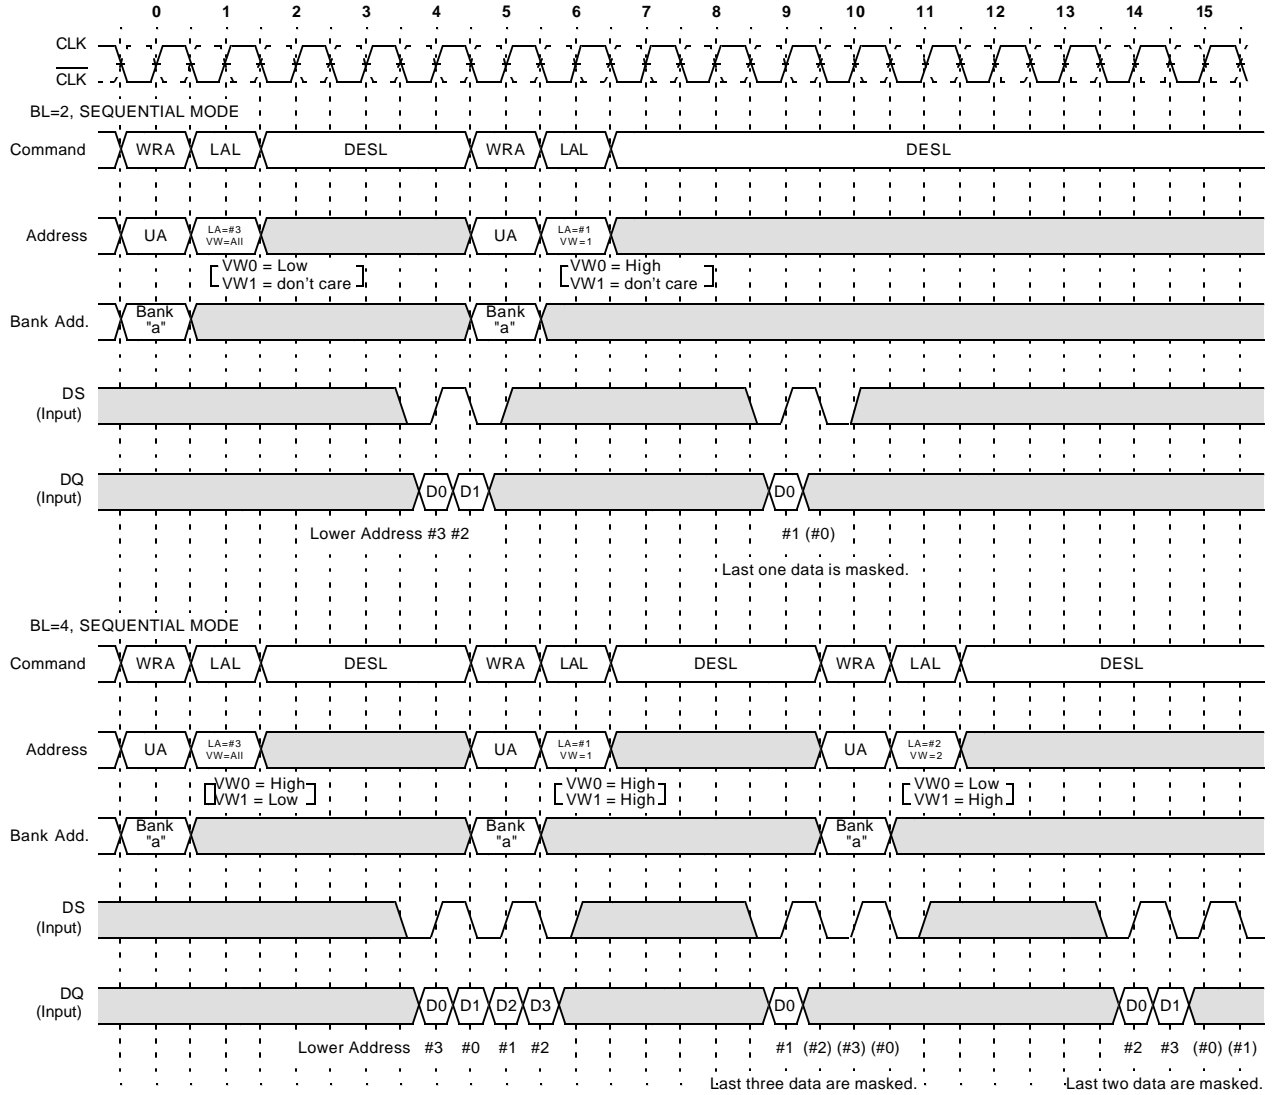 0 1 2 3 4 5 6 7 8 9 10 11 12 13 14 15
CLK
CLK
BL=2, SEQUENTIAL MODE
Command WRA LAL DESL WRA LAL DESL
Address UA LA=#3 VW=All UA LA=#1 VW=1
VW0 = Low VW0 = High
VW1 = don't care VW1 = don't care
Bank Add. Bank "a" Bank "a"
DS
(Input)
DQ
(Input) D0 D1 D0
Lower Address #3 #2 #1 (#0)
Last one data is masked.
BL=4, SEQUENTIAL MODE
Command WRA LAL DESL WRA LAL DESL WRA LAL DESL
Address UA LA=#3 VW=All UA LA=#1 VW=1 UA LA=#2 VW=2
VW0 = High VW0 = High VW0 = Low
VW1 = Low VW1 = High VW1 = High
Bank Add. Bank "a" Bank "a" Bank "a"
DS
(Input)
DQ
(Input) D0 D1 D2 D3 D0 D0 D1
Lower Address #3 #0 #1 #2 #1 (#2) (#3) (#0) #2 #3 (#0) (#1)
Last three data are masked. Last two data are masked.